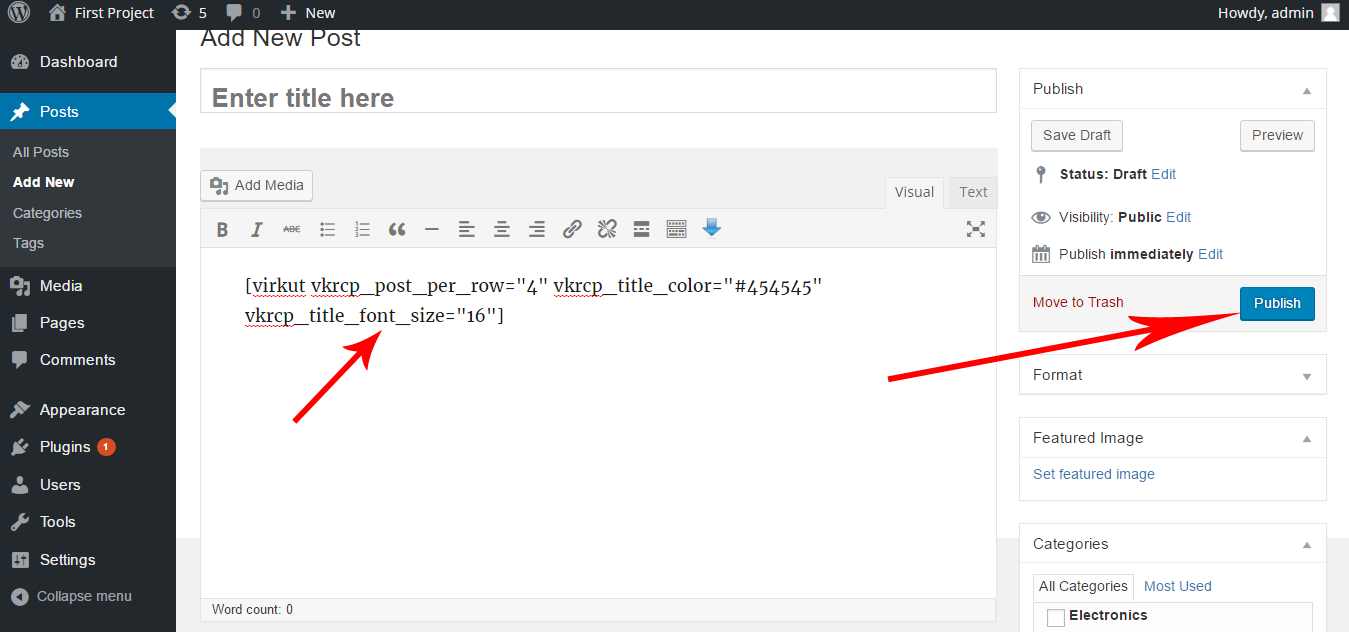 First Project 5 0 New Howdy, admin
Dashboard
Posts
All Posts
Add New
Categories
Tags
Media
Pages
Comments
Appearance
Plugins 1
Users
Tools
Settings
Collapse menu
Add New Post
Enter title here
Add Media
Visual Text
B I ABC
[virkut vkrcp_post_per_row="4" vkrcp_title_color="#454545"
vkrcp_title_font_size="16"]
Word count: 0
Publish
Save Draft Preview
Status: Draft Edit
Visibility: Public Edit
Publish immediately Edit
Move to Trash Publish
Format
Featured Image
Set featured image
Categories
All Categories Most Used
Electronics